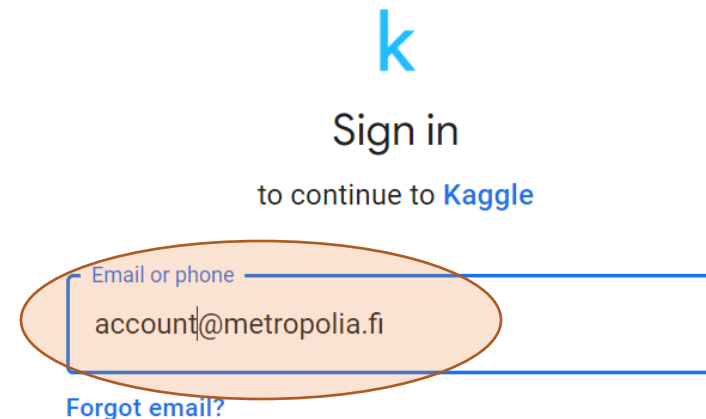 k
Sign in
to continue to Kaggle
Email or phone
account@metropolia.fi
Forgot email?